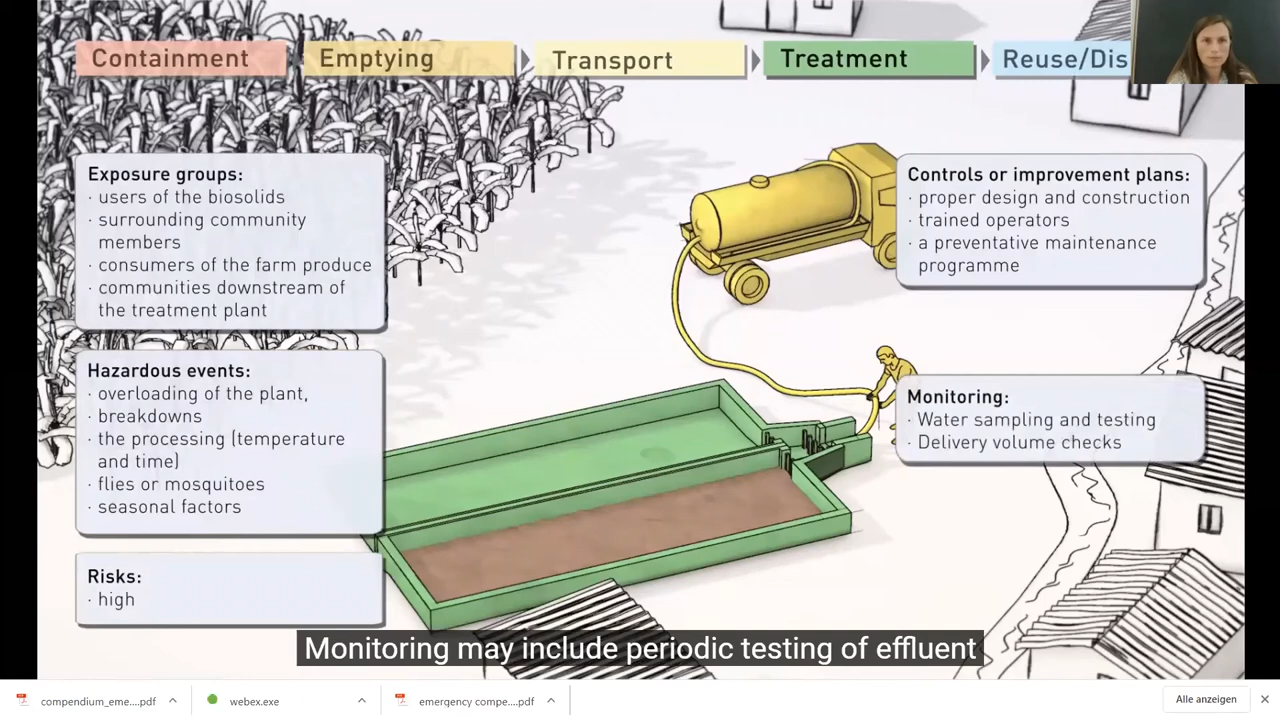 Containment
Emptying
Transport
Treatment
Reuse/Dis
Exposure groups:
· users of the biosolids
· surrounding community
members
· consumers of the farm produce
· communities downstream of
the treatment plant
Hazardous events:
· overloading of the plant,
· breakdowns
· the processing (temperature
and time)
· flies or mosquitoes
· seasonal factors
Risks:
· high
Controls or improvement plans:
· proper design and construction
· trained operators
· a preventative maintenance
programme
Monitoring:
· Water sampling and testing
· Delivery volume checks
Monitoring may include periodic testing of effluent
compendium_eme....pdf
webex.exe
emergency compe....pdf
Alle anzeigen